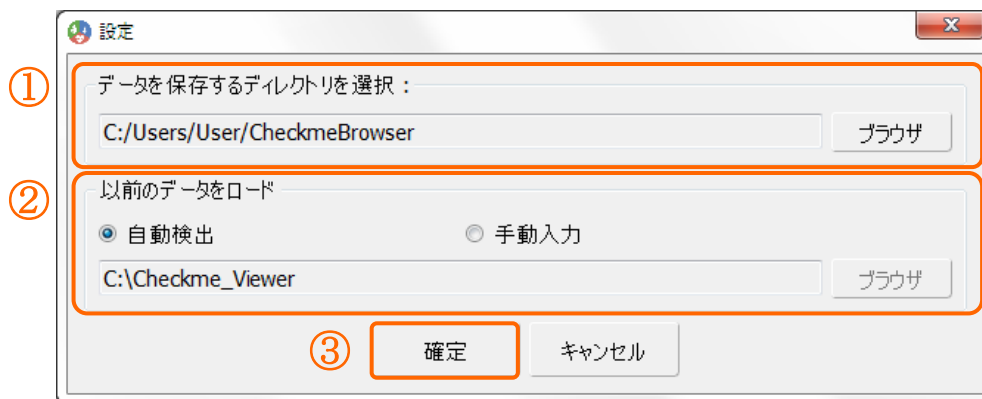 設定
①
データを保存するディレクトリを選択：
C:/Users/User/CheckmeBrowser
ブラウザ
②
以前のデータをロード
自動検出
手動入力
C:\Checkme_Viewer
ブラウザ
③
確定
キャンセル